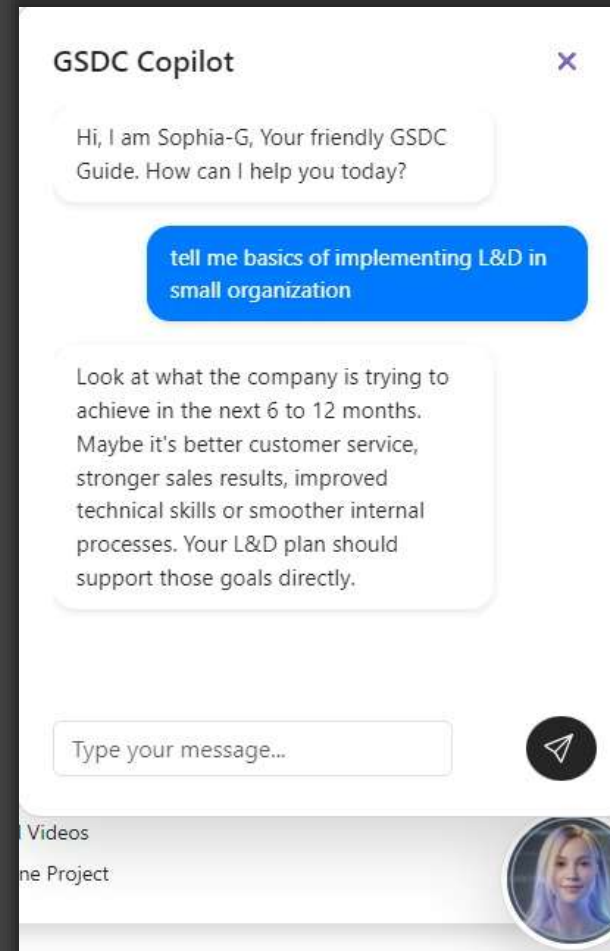 GSDC Copilot
Hi, I am Sophia-G, Your friendly GSDC
Guide. How can I help you today?
tell me basics of implementing L&D in
small organization
Look at what the company is trying to
achieve in the next 6 to 12 months.
Maybe it's better customer service,
stronger sales results, improved
technical skills or smoother internal
processes. Your L&D plan should
support those goals directly.
Type your message...
Videos
Project